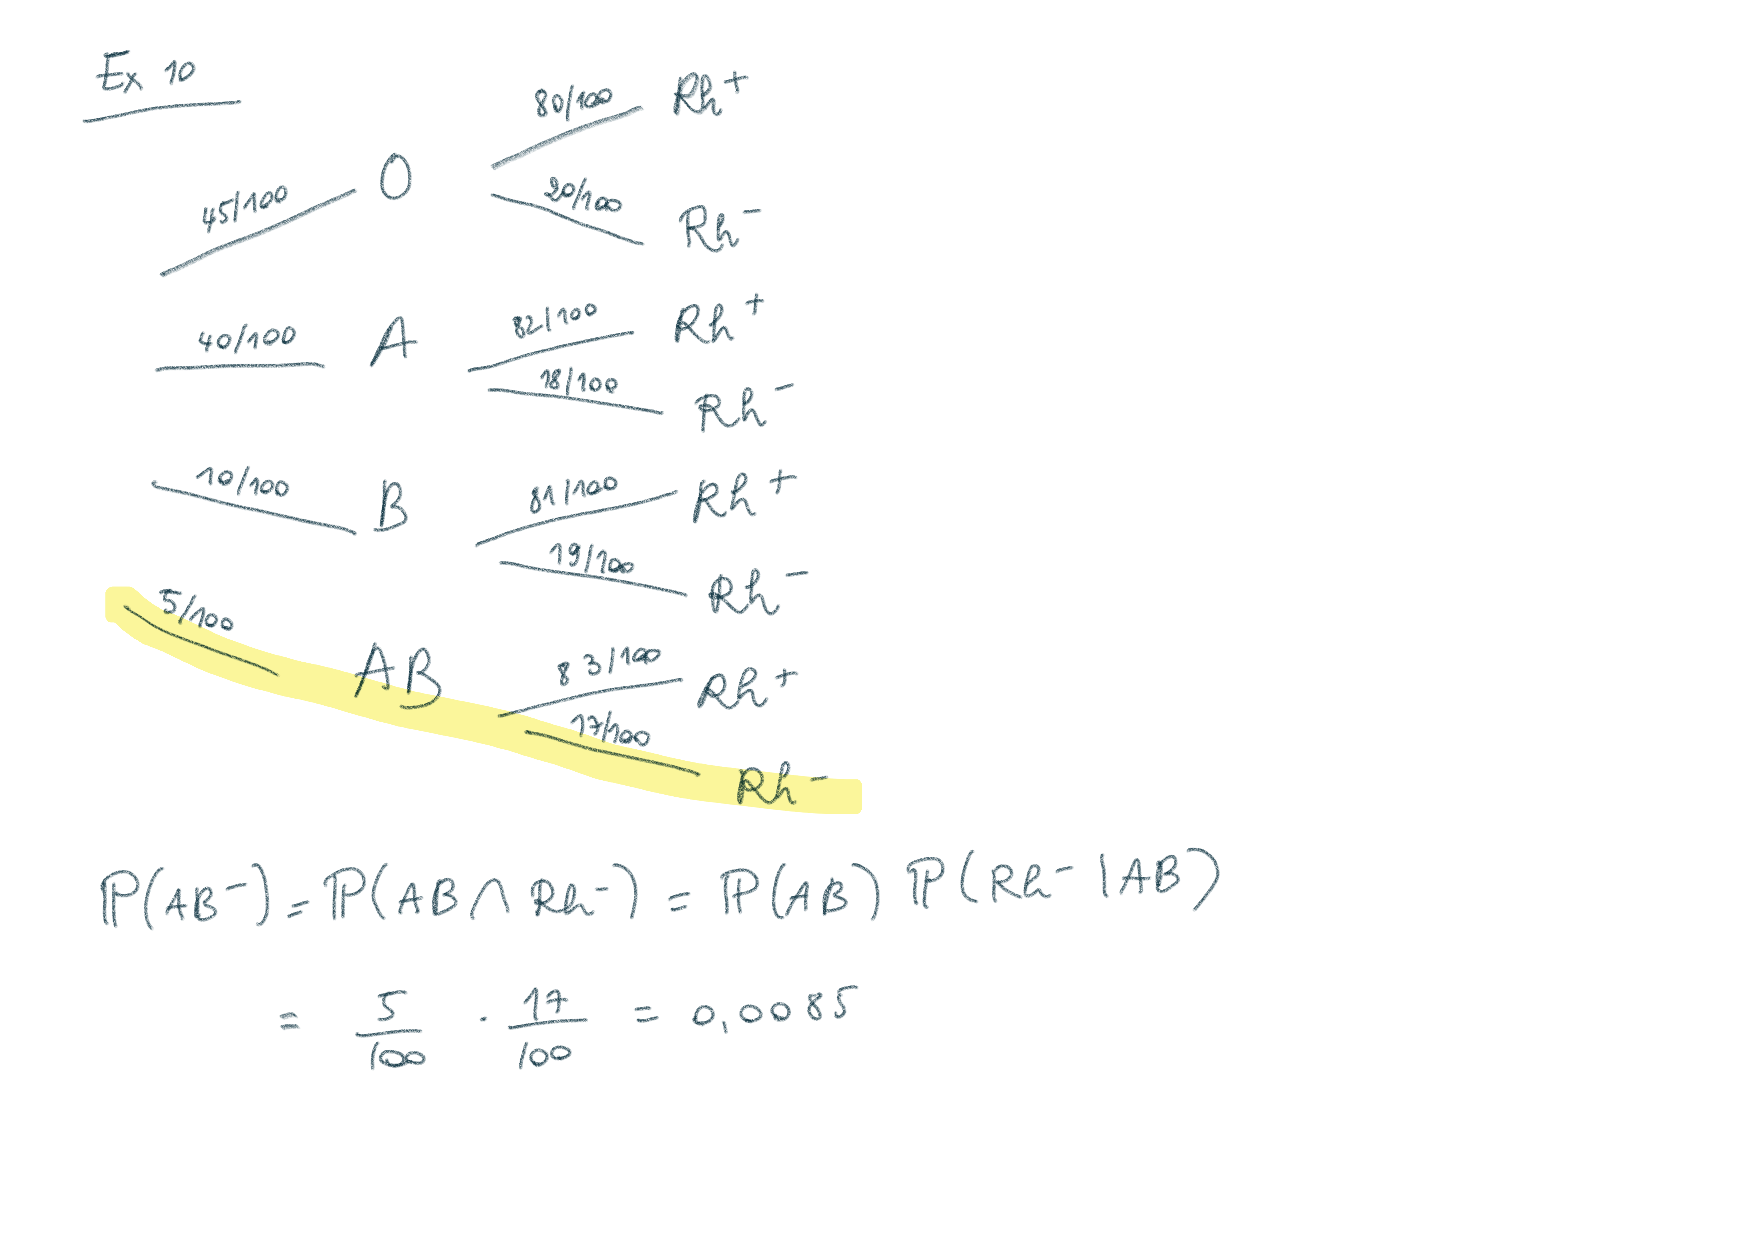 Ex 10
80/100 Rh +
45/100 O
20/100 Rh -
82/100 Rh +
40/100 A
18/100 Rh -
10/100 B
81/100 Rh +
19/100 Rh -
5/100 AB
83/100 Rh +
17/100 Rh -
ℙ(AB⁻) = ℙ(AB ∩ Rh⁻) = ℙ(AB) ℙ(Rh⁻ | AB)
= 5/100 · 17/100 = 0,0085